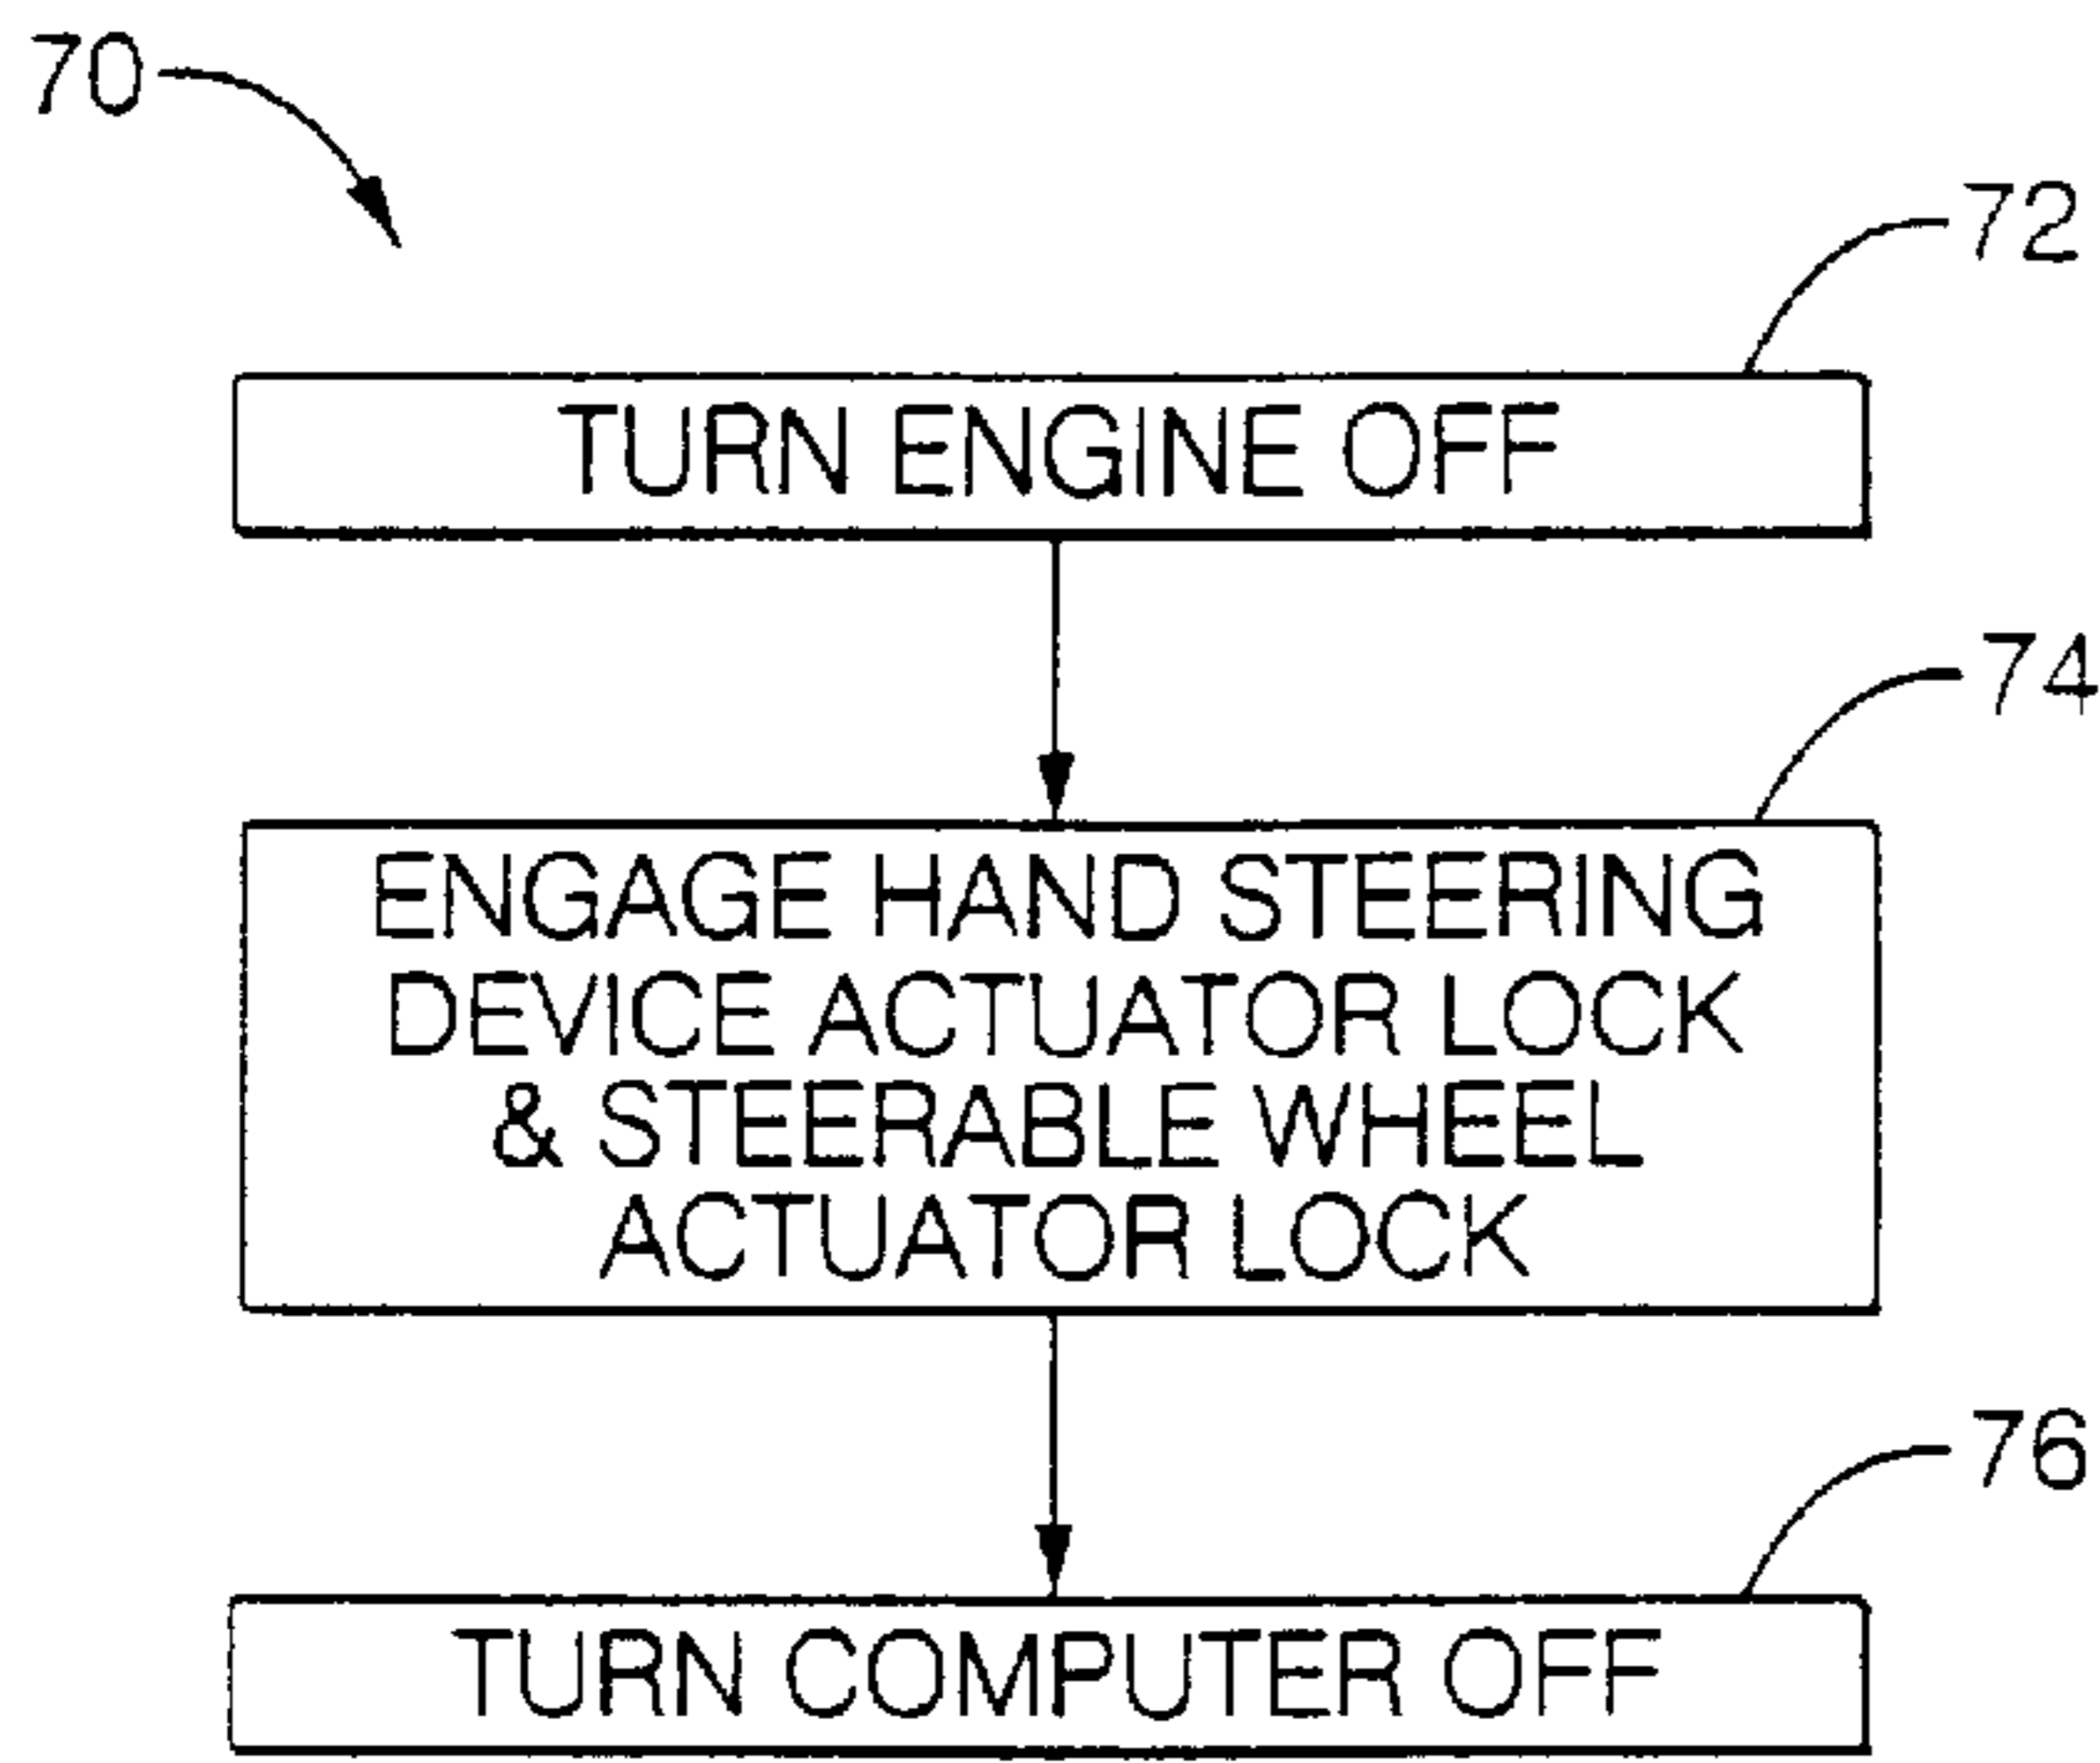 70
72
TURN ENGINE OFF
74
ENGAGE HAND STEERING
DEVICE ACTUATOR LOCK
& STEERABLE WHEEL
ACTUATOR LOCK
76
TURN COMPUTER OFF